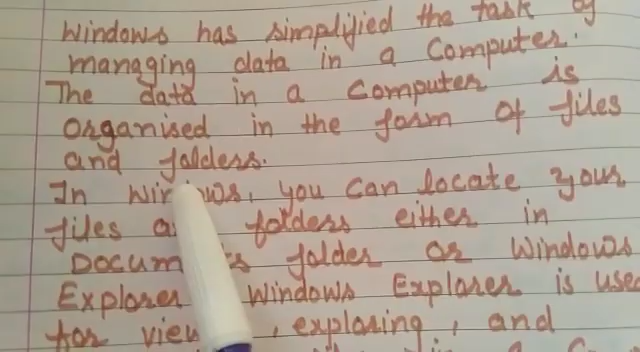 windows has simplified the task of
managing data in a Computer.
The data in a Computer is
organised in the form of files
and folders.
In windows, you can locate your
files folders either in
Documents folder or Windows
Explorer Windows Explorer is used
for view , exploring, and